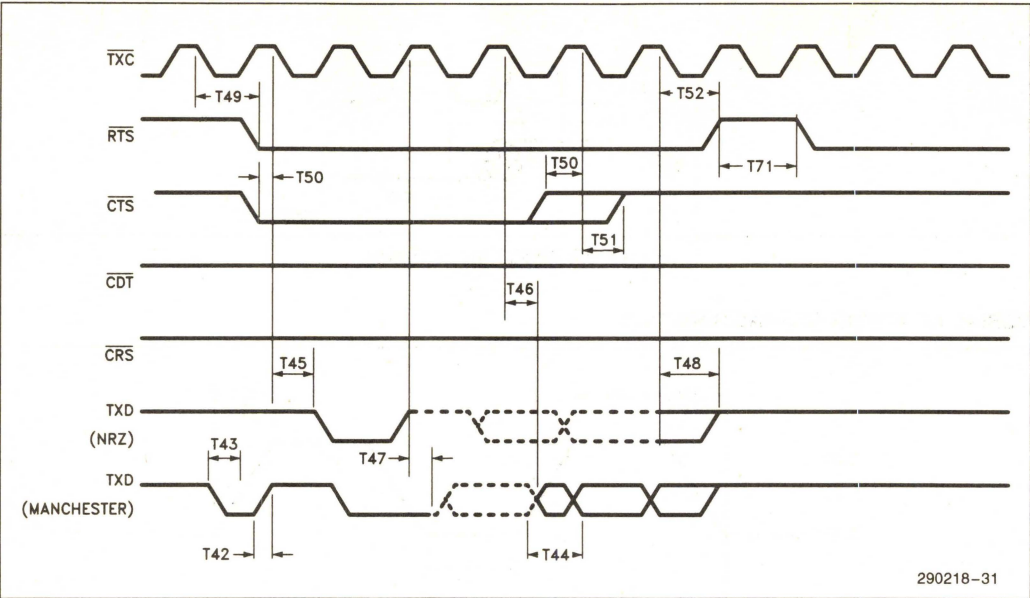 TXC
T49
T52
RTS
T50
T50
T71
CTS
T51
CDT
T46
CRS
T45
T48
TXD
(NRZ)
T43
T47
TXD
(MANCHESTER)
T42
T44
290218-31